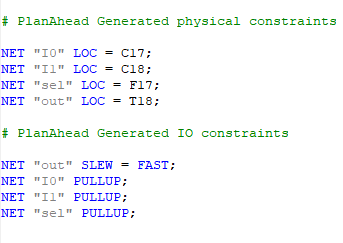 # PlanAhead Generated physical constraints
NET "I0" LOC = C17;
NET "I1" LOC = C18;
NET "sel" LOC = F17;
NET "out" LOC = T18;
# PlanAhead Generated IO constraints
NET "out" SLEW = FAST;
NET "I0" PULLUP;
NET "I1" PULLUP;
NET "sel" PULLUP;